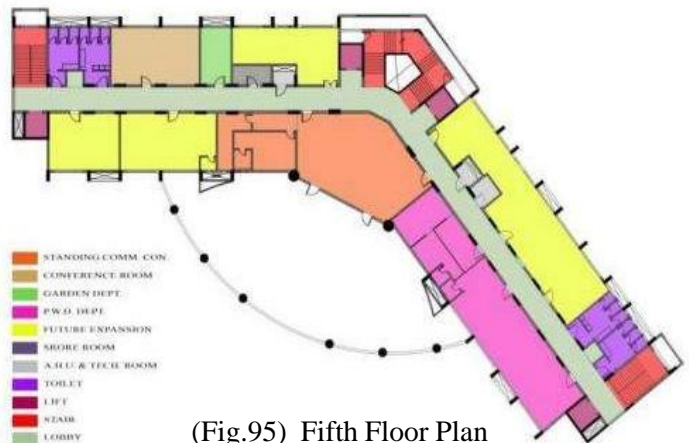 STANDING COMM. CON.
CONFERENCE ROOM
GARDEN DEPT.
P.W.D. DEPT
FUTURE EXPANSION
SRORE ROOM
A.H.U. & TECH. ROOM
TOILET
LIFT
STAIR
LOBBY
(Fig.95) Fifth Floor Plan